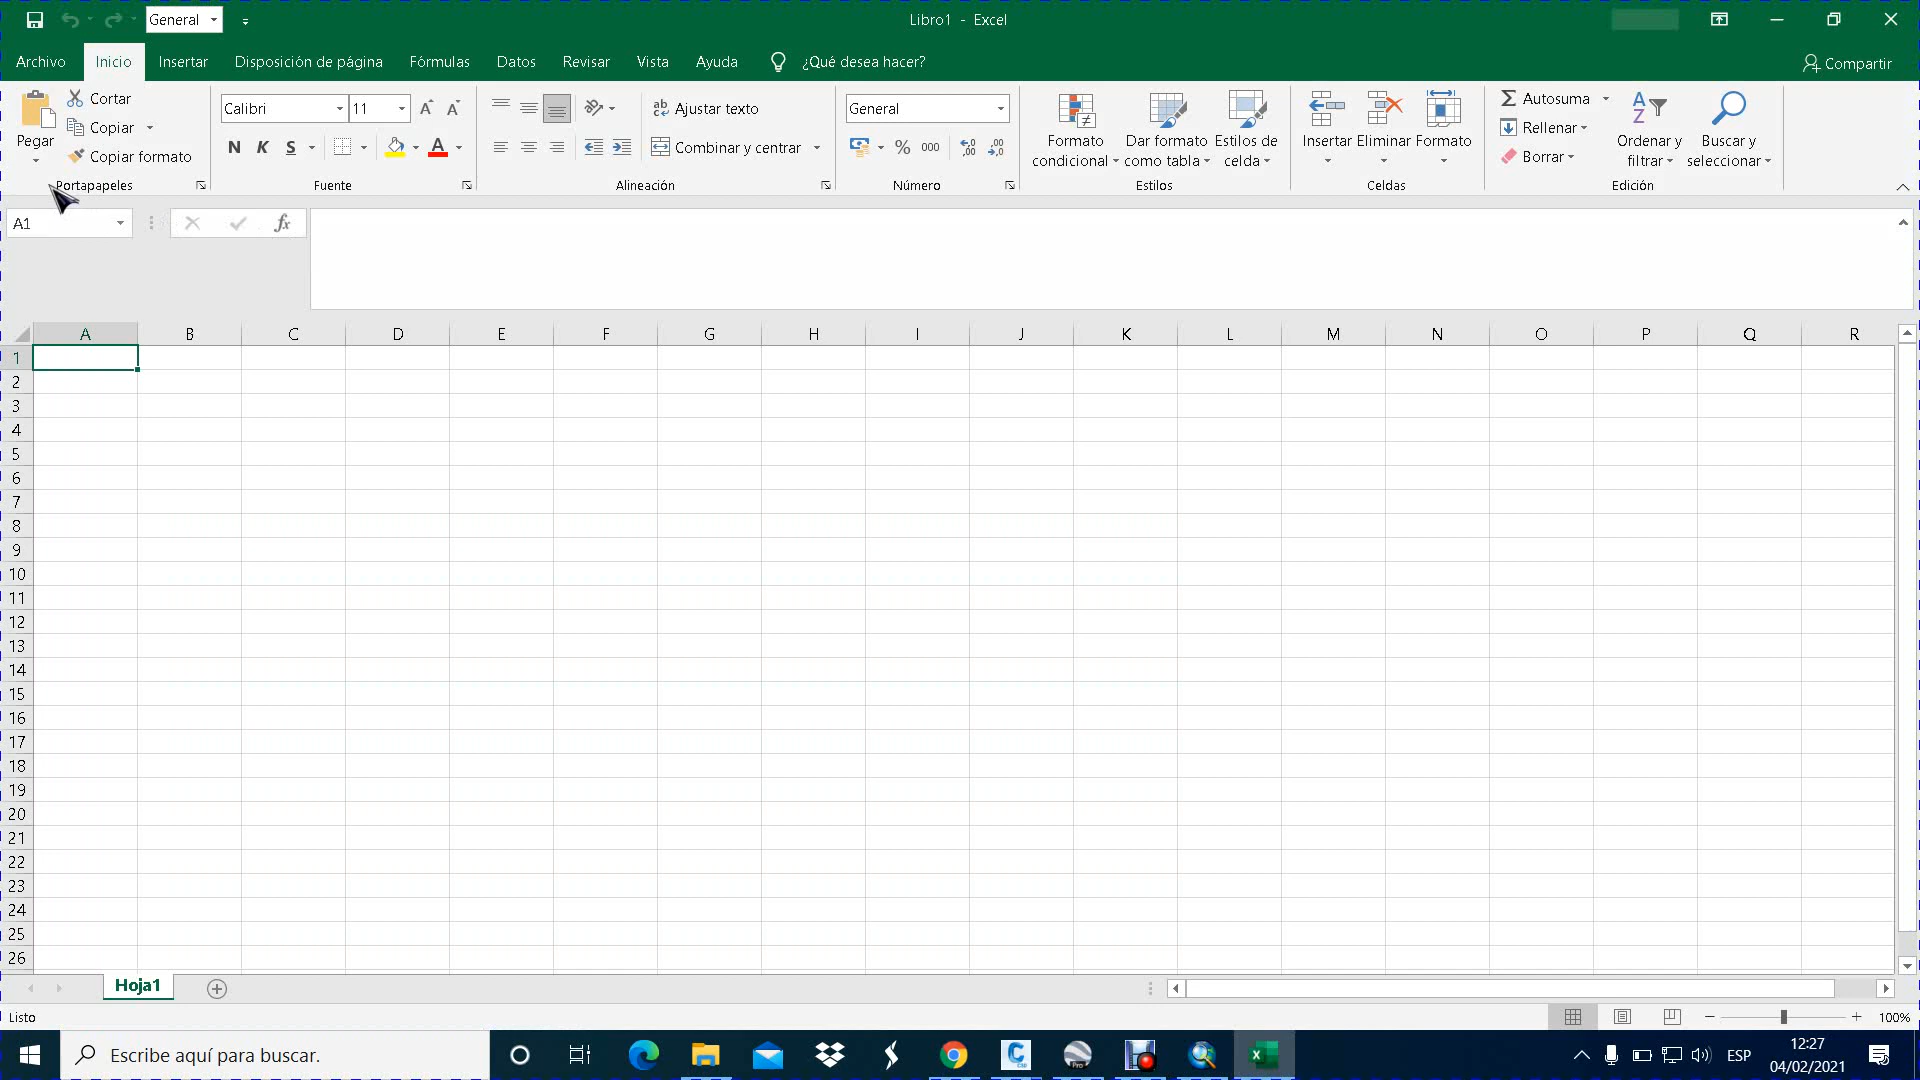 General
Libro1 - Excel
Archivo Inicio Insertar Disposición de página Fórmulas Datos Revisar Vista Ayuda ¿Qué desea hacer? Compartir
Pegar
Cortar
Copiar
Copiar formato
Portapapeles
Calibri 11
N K S
Fuente
ab Ajustar texto
Combinar y centrar
Alineación
General
% 000
Número
Formato condicional
Dar formato como tabla
Estilos de celda
Estilos
Insertar Eliminar Formato
Celdas
Autosuma
Rellenar
Borrar
Ordenar y filtrar
Buscar y seleccionar
Edición
A1
fx
A B C D E F G H I J K L M N O P Q R
1
2
3
4
5
6
7
8
9
10
11
12
13
14
15
16
17
18
19
20
21
22
23
24
25
26
Hoja1
Listo
100%
Escribe aquí para buscar.
ESP
12:27
04/02/2021